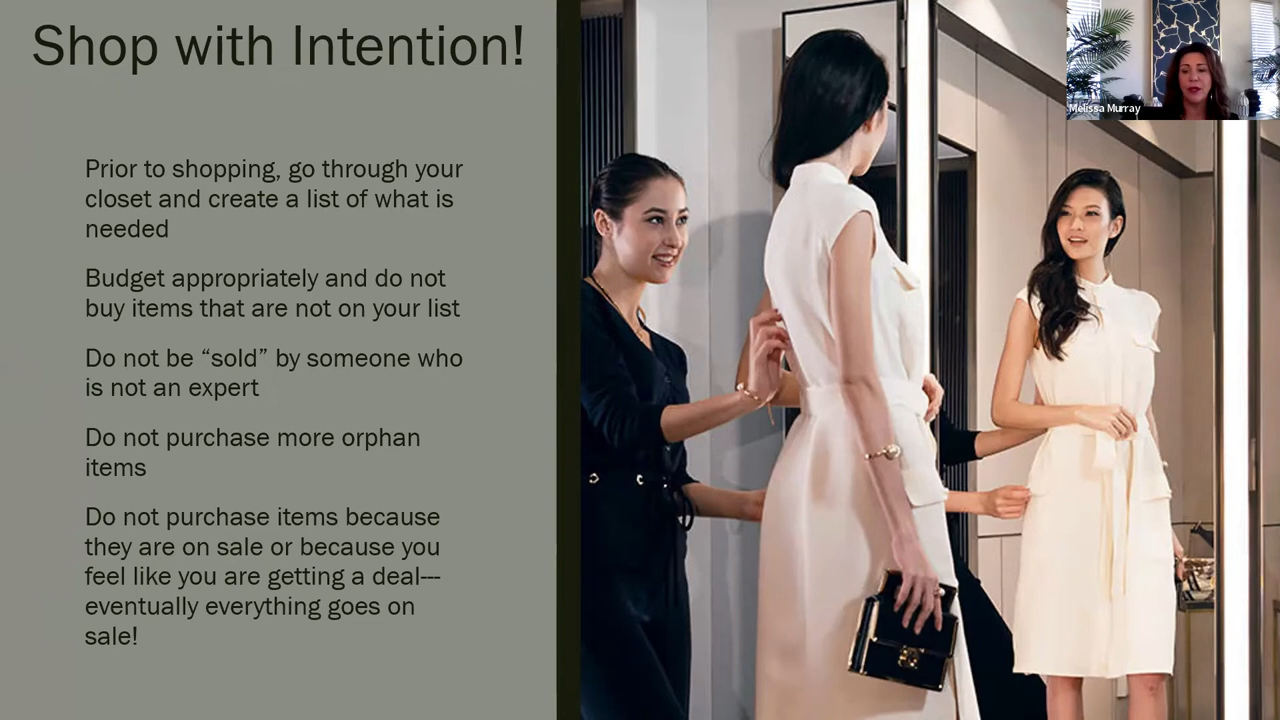 Shop with Intention!
Melissa Murray
Prior to shopping, go through your
closet and create a list of what is
needed
Budget appropriately and do not
buy items that are not on your list
Do not be “sold” by someone who
is not an expert
Do not purchase more orphan
items
Do not purchase items because
they are on sale or because you
feel like you are getting a deal---
eventually everything goes on
sale!